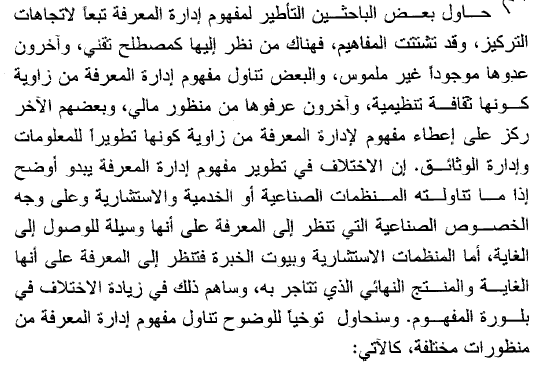 حاول بعض الباحثين التأطير لمفهوم إدارة المعرفة تبعاً لاتجاهات
التركيز، وقد تشتتت المفاهيم، فهناك من نظر إليها كمصطلح تقني، وآخرون
عدوها موجوداً غير ملموس، والبعض تناول مفهوم إدارة المعرفة من زاوية
كونها ثقافة تنظيمية، وآخرون عرفوها من منظور مالي، وبعضهم الآخر
ركز على إعطاء مفهوم لإدارة المعرفة من زاوية كونها تطويراً للمعلومات
وإدارة الوثائق. إن الاختلاف في تطوير مفهوم إدارة المعرفة يبدو أوضح
إذا ما تناولته المنظمات الصناعية أو الخدمية والاستشارية وعلى وجه
الخصوص الصناعية التي تنظر إلى المعرفة على أنها وسيلة للوصول إلى
الغاية، أما المنظمات الاستشارية وبيوت الخبرة فتنظر إلى المعرفة على أنها
الغاية والمنتج النهائي الذي تتاجر به، وساهم ذلك في زيادة الاختلاف في
بلورة المفهوم. وسنحاول توخياً للوضوح تناول مفهوم إدارة المعرفة من
منظورات مختلفة، كالآتي: